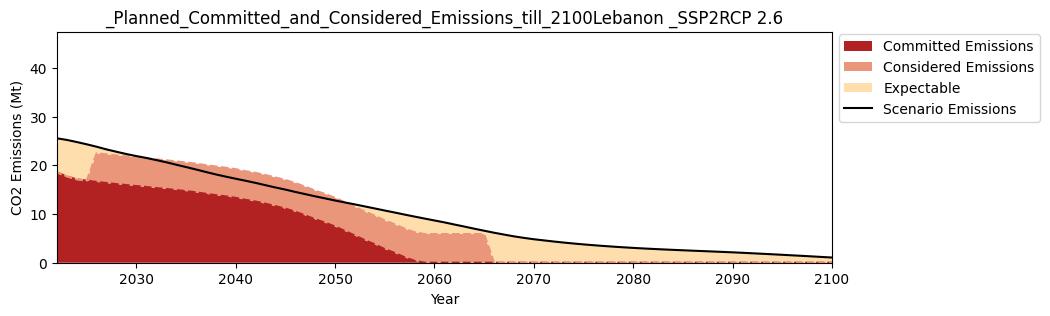 _Planned_Committed_and_Considered_Emissions_till_2100Lebanon _SSP2RCP 2.6
Committed Emissions
Considered Emissions
Expectable
Scenario Emissions
CO2 Emissions (Mt)
40
30
20
10
0
2030 2040 2050 2060 2070 2080 2090 2100
Year